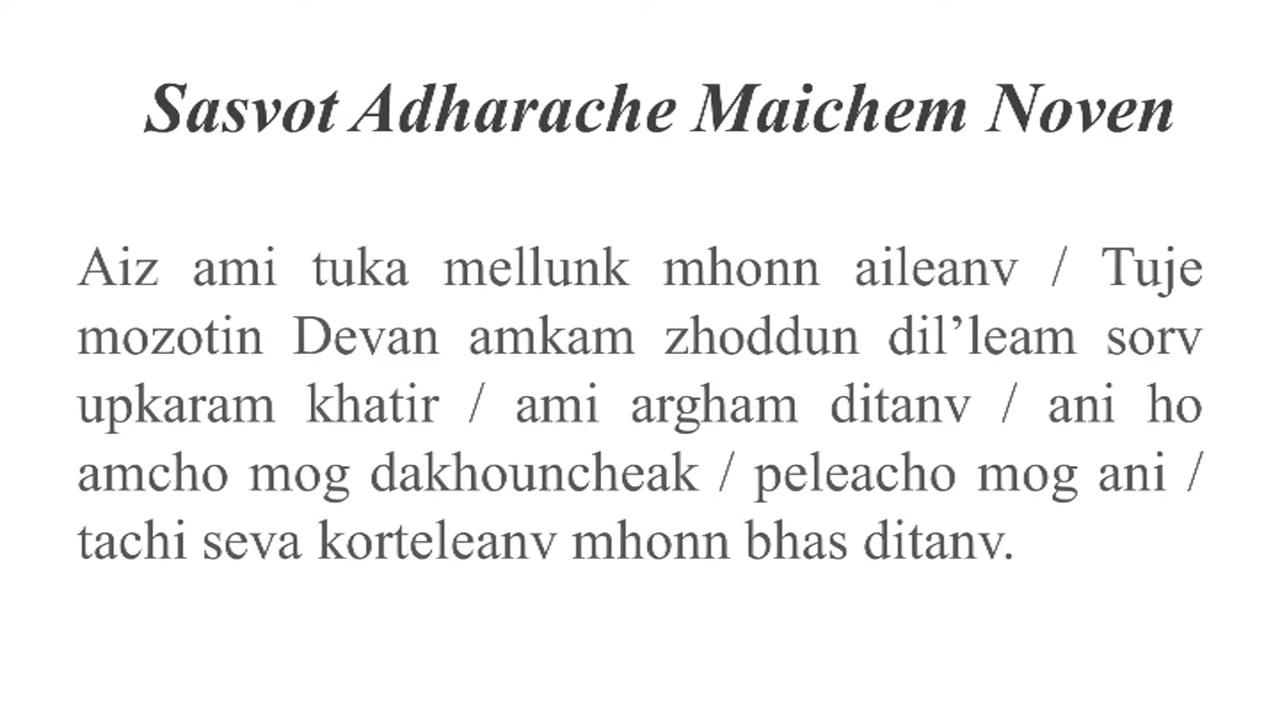 Sasvot Adharache Maichem Noven
Aiz ami tuka mellunk mhonn aileanv / Tuje
mozotin Devan amkam zhoddun dil’leam sorv
upkaram khatir / ami argham ditanv / ani ho
amcho mog dakhouncheak / peleacho mog ani /
tachi seva korteleanv mhonn bhas ditanv.